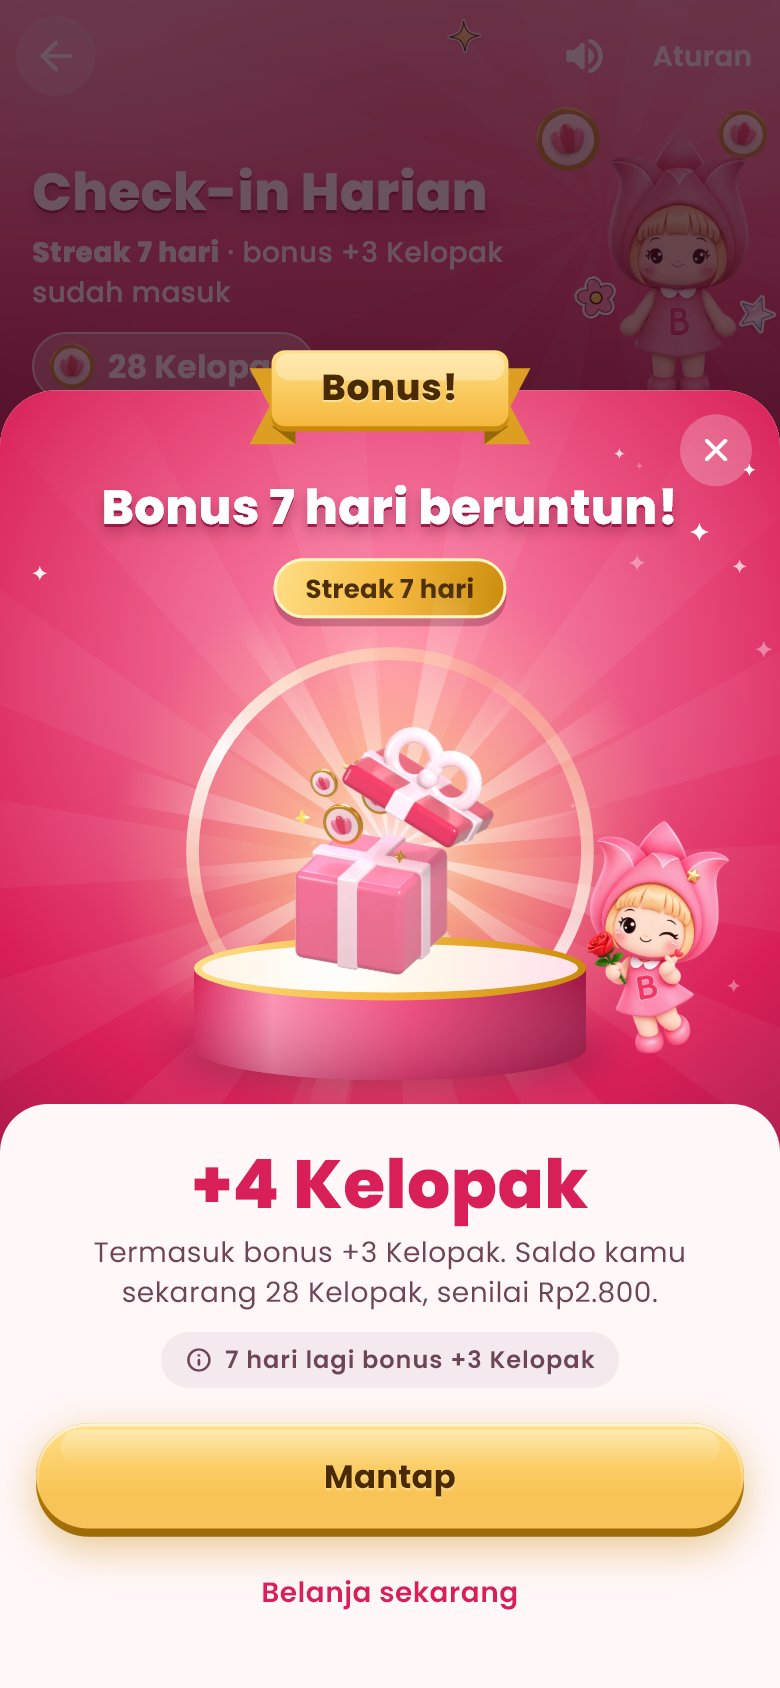 Aturan
Check-in Harian
Streak 7 hari · bonus +3 Kelopak
sudah masuk
28
Bonus!
Bonus 7 hari beruntun!
Streak 7 hari
B
B
+4 Kelopak
Termasuk bonus +3 Kelopak. Saldo kamu
sekarang 28 Kelopak, senilai Rp2.800.
7 hari lagi bonus +3 Kelopak
Mantap
Belanja sekarang